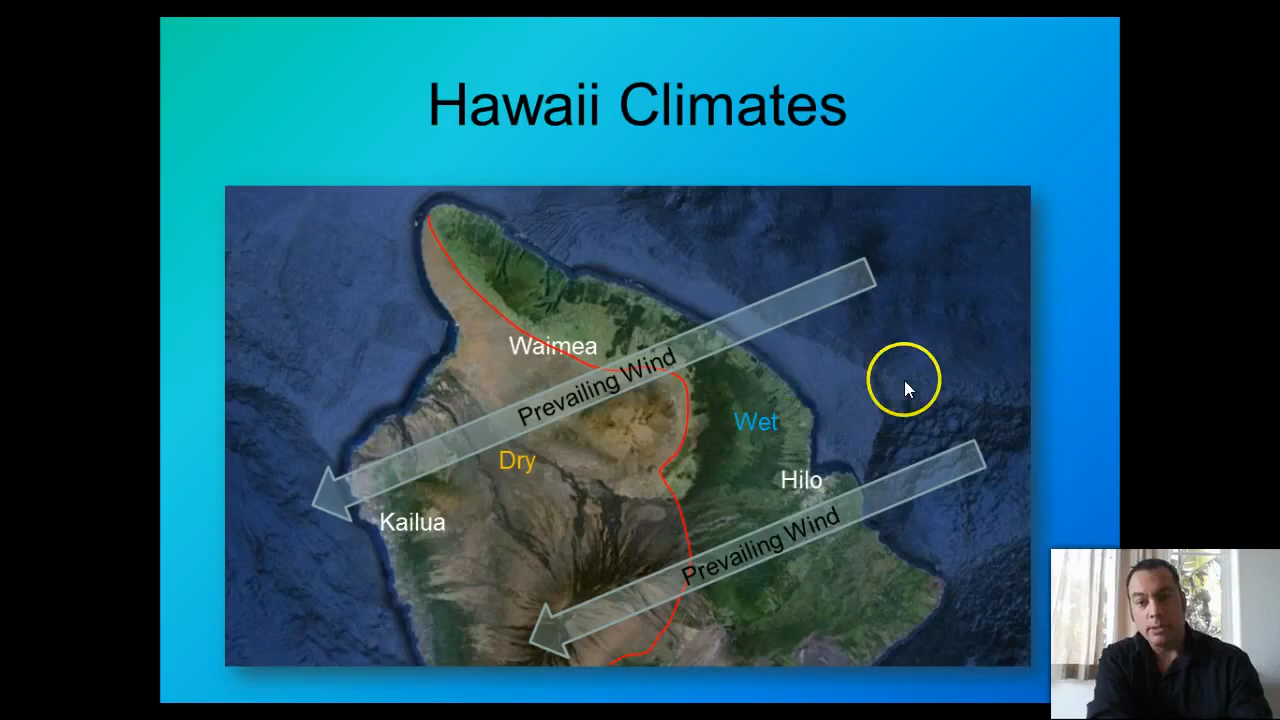 Hawaii Climates
Waimea
Prevailing Wind
Wet
Dry
Hilo
Kailua
Prevailing Wind